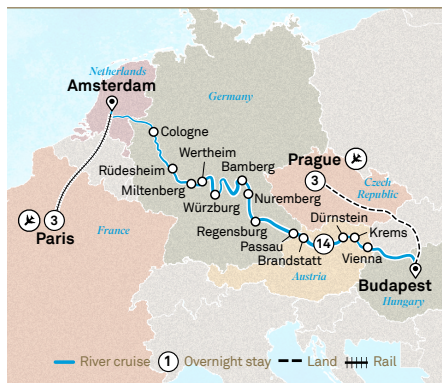 Netherlands
Amsterdam
Germany
Cologne
Wertheim
Bamberg
Prague
3
Rüdesheim
Miltenberg
Czech
Republic
Würzburg
Nuremberg
3
Paris
France
Regensburg
Dürnstein
Krems
Passau
14
Brandstatt
Vienna
Austria
Budapest
Hungary
River cruise 1 Overnight stay Land Rail